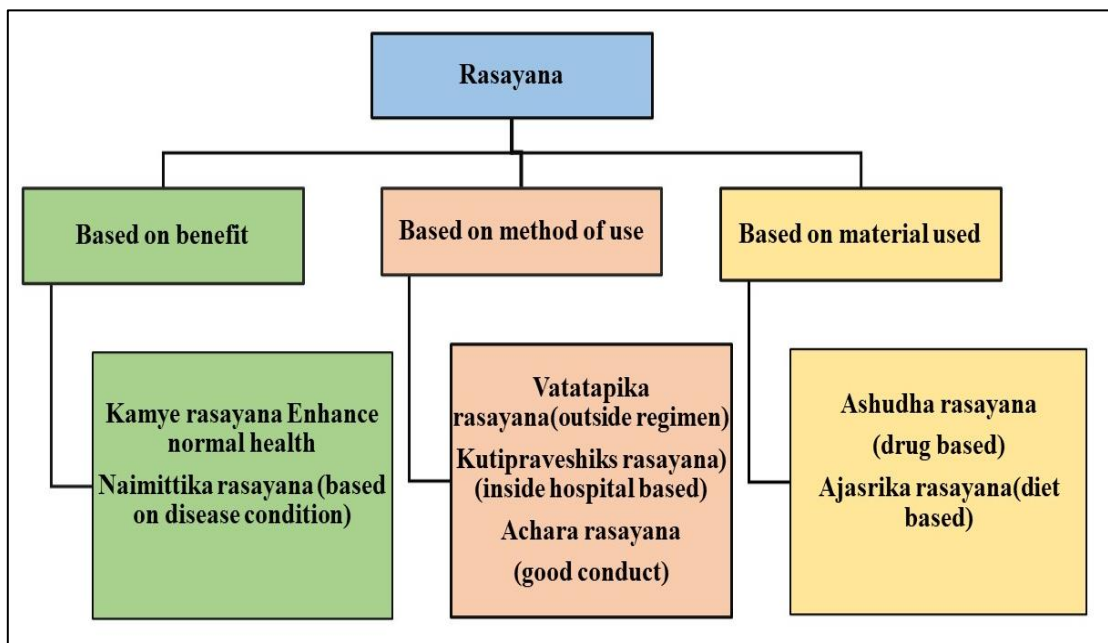 Rasayana
Based on benefit
Based on method of use
Based on material used
Kamye rasayana Enhance
normal health
Naimittika rasayana (based
on disease condition)
Vatatapika
rasayana(outside regimen)
Kutipraveshiks rasayana)
(inside hospital based)
Achara rasayana
(good conduct)
Ashudha rasayana
(drug based)
Ajasrika rasayana(diet
based)